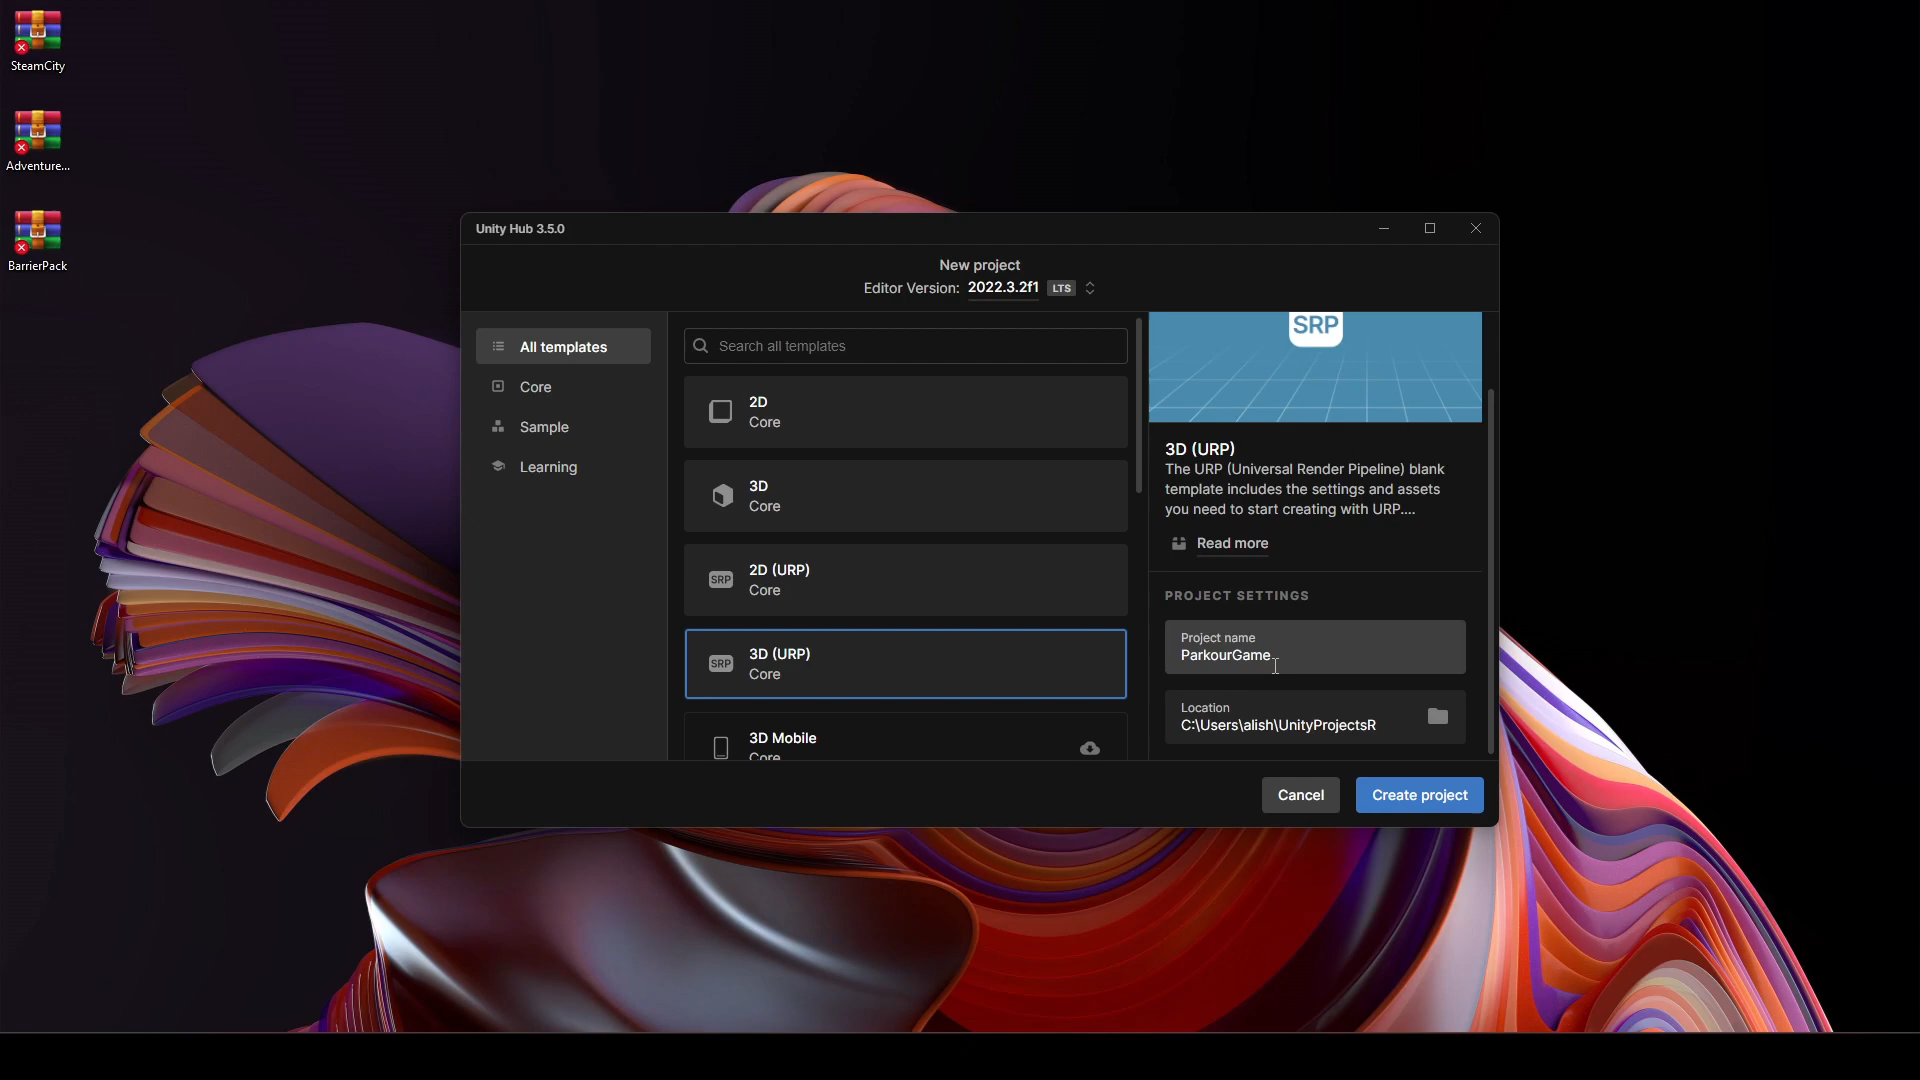 SteamCity
Adventure...
BarrierPack
Unity Hub 3.5.0
New project
Editor Version: 2022.3.2f1 LTS
All templates
Core
Sample
Learning
Search all templates
2D
Core
3D
Core
SRP
2D (URP)
Core
SRP
3D (URP)
Core
3D Mobile
Core
SRP
3D (URP)
The URP (Universal Render Pipeline) blank
template includes the settings and assets
you need to start creating with URP....
Read more
PROJECT SETTINGS
Project name
ParkourGame
Location
C:\Users\alish\UnityProjectsR
Cancel
Create project